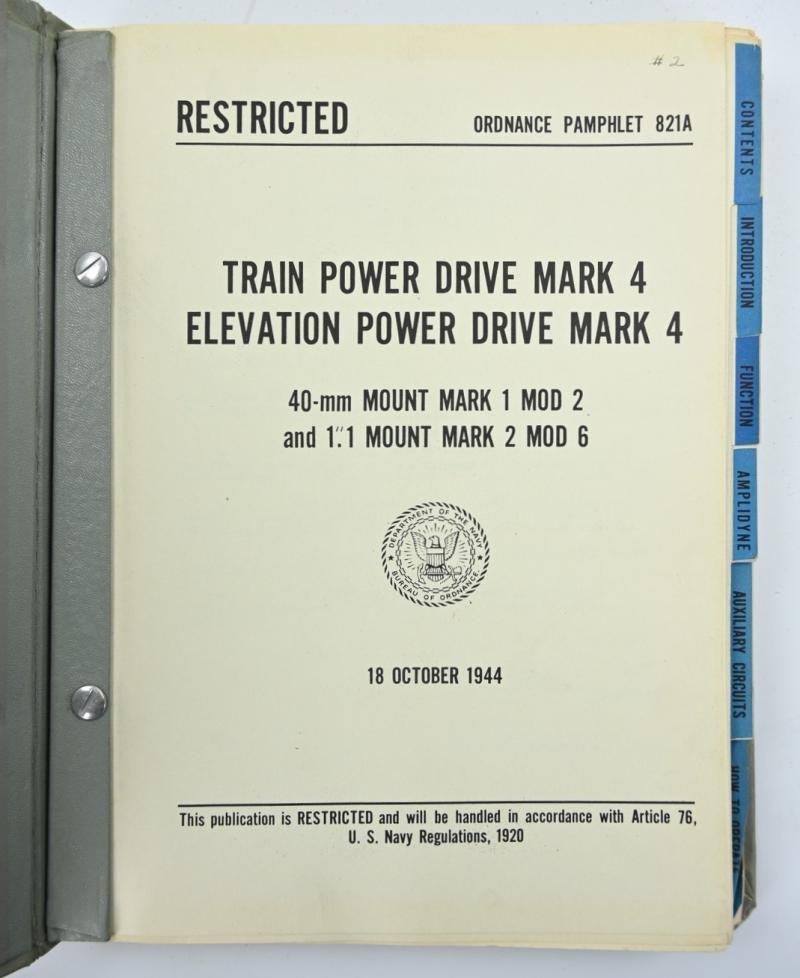 # 2
RESTRICTED
ORDNANCE PAMPHLET 821A
TRAIN POWER DRIVE MARK 4
ELEVATION POWER DRIVE MARK 4
40-mm MOUNT MARK 1 MOD 2
and 1."1 MOUNT MARK 2 MOD 6
DEPARTMENT OF THE NAVY
BUREAU OF ORDNANCE
18 OCTOBER 1944
This publication is RESTRICTED and will be handled in accordance with Article 76,
U. S. Navy Regulations, 1920
CONTENTS
INTRODUCTION
FUNCTION
AMPLIDYNE
AUXILIARY CIRCUITS
HOW TO OPERATE